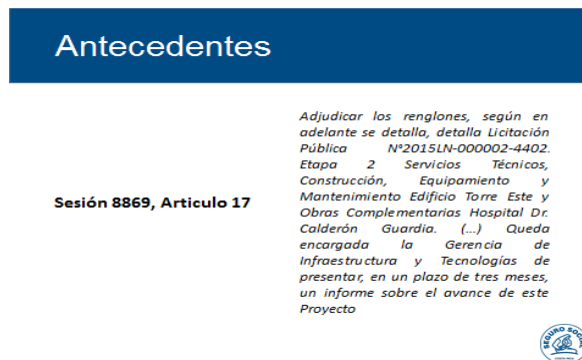 Antecedentes
Sesión 8869, Articulo 17
Adjudicar los renglones, según en
adelante se detalla, detalla Licitación
Pública N°2015LN-000002-4402.
Etapa 2 Servicios Técnicos,
Construcción, Equipamiento y
Mantenimiento Edificio Torre Este y
Obras Complementarias Hospital Dr.
Calderón Guardia. (...) Queda
encargada la Gerencia de
Infraestructura y Tecnologías de
presentar, en un plazo de tres meses,
un informe sobre el avance de este
Proyecto
SEGURO SOCIAL